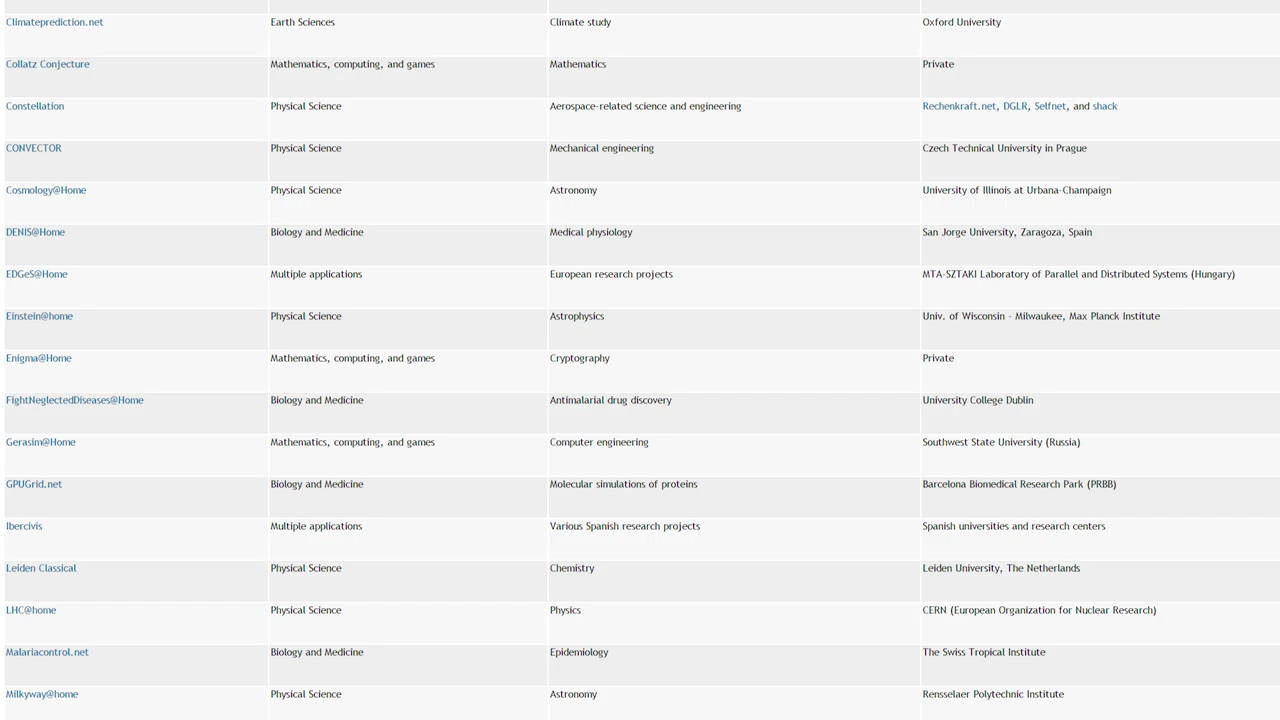 Climateprediction.net Earth Sciences Climate study Oxford University
Collatz Conjecture Mathematics, computing, and games Mathematics Private
Constellation Physical Science Aerospace-related science and engineering Rechenkraft.net, DGLR, Selfnet, and shack
CONVECTOR Physical Science Mechanical engineering Czech Technical University in Prague
Cosmology@Home Physical Science Astronomy University of Illinois at Urbana-Champaign
DENIS@Home Biology and Medicine Medical physiology San Jorge University, Zaragoza, Spain
EDGeS@Home Multiple applications European research projects MTA-SZTAKI Laboratory of Parallel and Distributed Systems (Hungary)
Einstein@home Physical Science Astrophysics Univ. of Wisconsin - Milwaukee, Max Planck Institute
Enigma@Home Mathematics, computing, and games Cryptography Private
FightNeglectedDiseases@Home Biology and Medicine Antimalarial drug discovery University College Dublin
Gerasim@Home Mathematics, computing, and games Computer engineering Southwest State University (Russia)
GPUGrid.net Biology and Medicine Molecular simulations of proteins Barcelona Biomedical Research Park (PRBB)
Ibercivis Multiple applications Various Spanish research projects Spanish universities and research centers
Leiden Classical Physical Science Chemistry Leiden University, The Netherlands
LHC@home Physical Science Physics CERN (European Organization for Nuclear Research)
Malariacontrol.net Biology and Medicine Epidemiology The Swiss Tropical Institute
Milkyway@home Physical Science Astronomy Rensselaer Polytechnic Institute